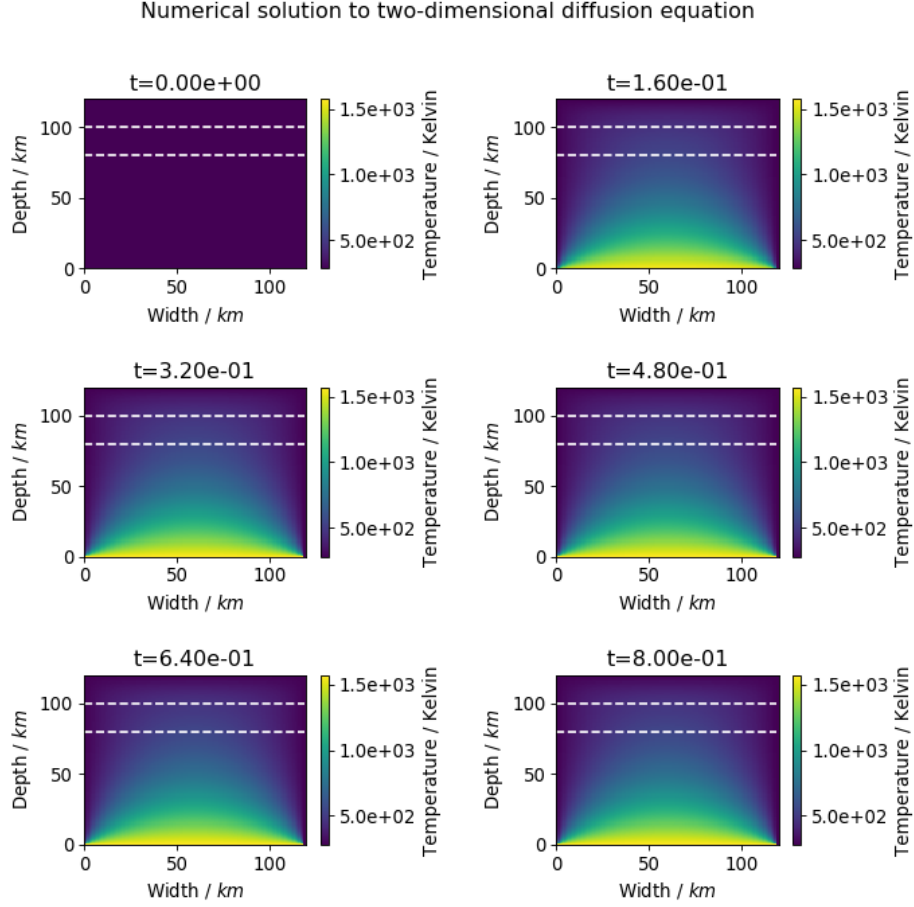 Numerical solution to two-dimensional diffusion equation
t=0.00e+00
100
50
0
Depth / km
0
50
100
Width / km
1.5e+03
1.0e+03
5.0e+02
Temperature / Kelvin
t=1.60e-01
100
50
0
Depth / km
0
50
100
Width / km
1.5e+03
1.0e+03
5.0e+02
Temperature / Kelvin
t=3.20e-01
100
50
0
Depth / km
0
50
100
Width / km
1.5e+03
1.0e+03
5.0e+02
Temperature / Kelvin
t=4.80e-01
100
50
0
Depth / km
0
50
100
Width / km
1.5e+03
1.0e+03
5.0e+02
Temperature / Kelvin
t=6.40e-01
100
50
0
Depth / km
0
50
100
Width / km
1.5e+03
1.0e+03
5.0e+02
Temperature / Kelvin
t=8.00e-01
100
50
0
Depth / km
0
50
100
Width / km
1.5e+03
1.0e+03
5.0e+02
Temperature / Kelvin